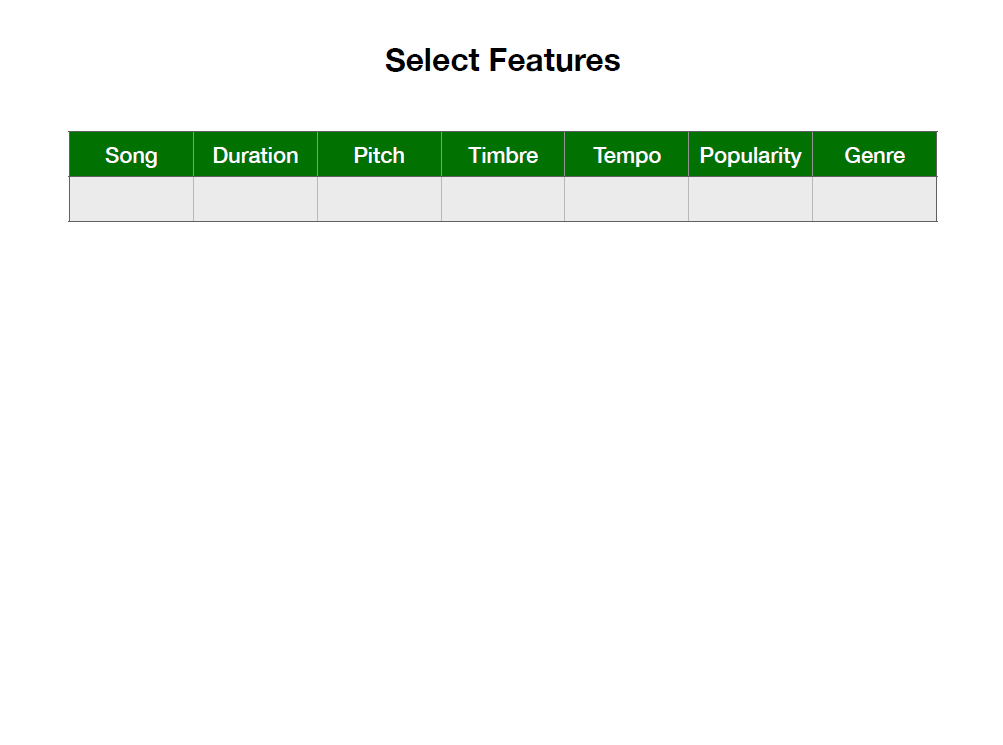 Select Features
Song Duration Pitch Timbre Tempo Popularity Genre